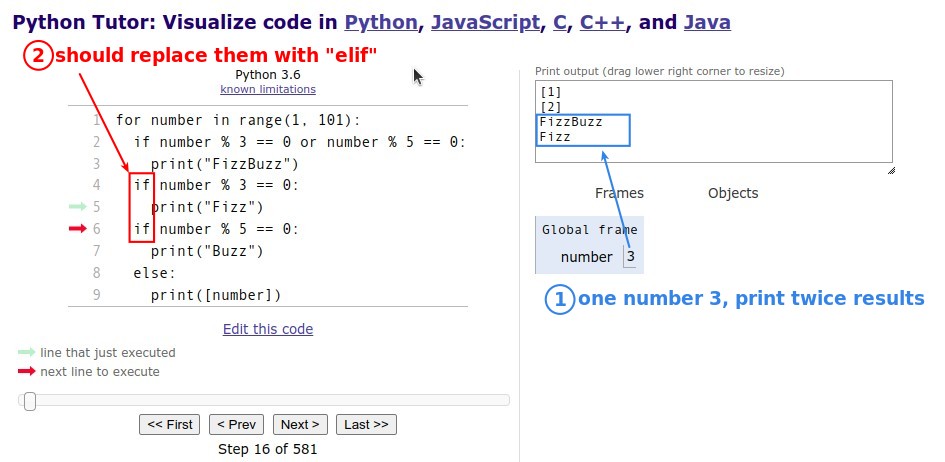 Python Tutor: Visualize code in Python, JavaScript, C, C++, and Java
2 should replace them with "elif"
Python 3.6
known limitations
1 for number in range(1, 101):
2   if number % 3 == 0 or number % 5 == 0:
3     print("FizzBuzz")
4   if number % 3 == 0:
5     print("Fizz")
6   if number % 5 == 0:
7     print("Buzz")
8   else:
9     print([number])
Edit this code
line that just executed
next line to execute
<< First < Prev Next > Last >>
Step 16 of 581
Print output (drag lower right corner to resize)
[1]
[2]
FizzBuzz
Fizz
Frames Objects
Global frame
number 3
1 one number 3, print twice results